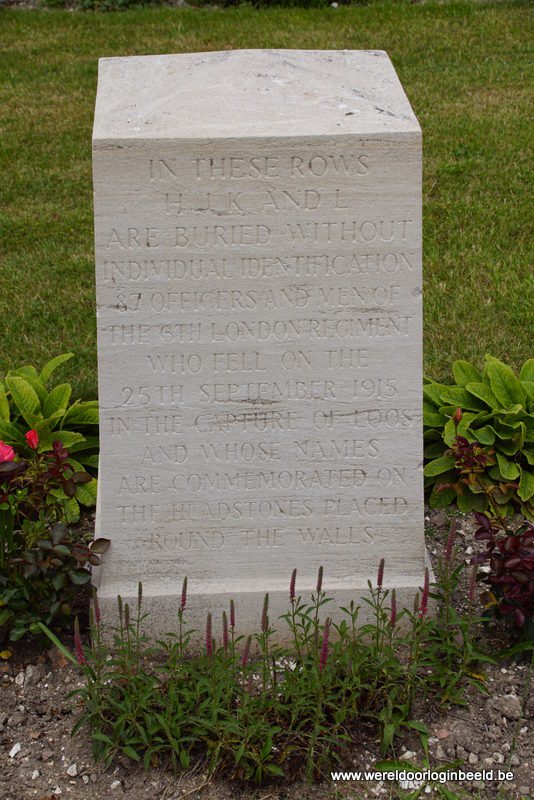 IN THESE ROWS
H J K AND L
ARE BURIED WITHOUT
INDIVIDUAL IDENTIFICATION
87 OFFICERS AND MEN OF
THE 6TH LONDON REGIMENT
WHO FELL ON THE
25TH SEPTEMBER 1915
IN THE CAPTURE OF LOOS
AND WHOSE NAMES
ARE COMMEMORATED ON
THE HEADSTONES PLACED
ROUND THE WALLS
www.wereldoorloginbeeld.be